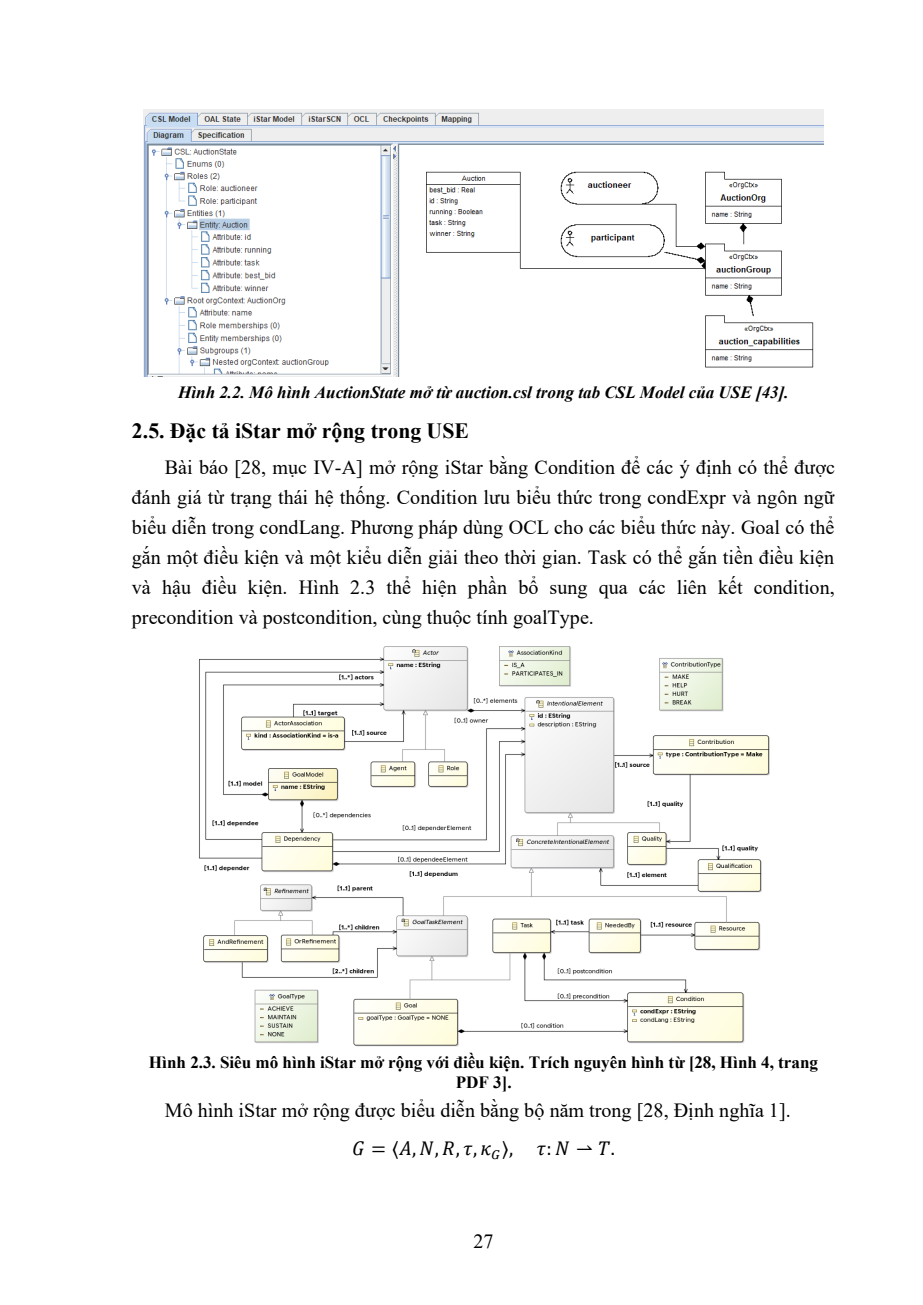 CSL Model OAL State iStar Model iStarSCN OCL Checkpoints Mapping
Diagram Specification
CSL: AuctionState
Enums (0)
Roles (2)
Role: auctioneer
Role: participant
Entities (1)
Entity: Auction
Attribute: id
Attribute: running
Attribute: task
Attribute: best_bid
Attribute: winner
Root orgContext: AuctionOrg
Attribute: name
Role memberships (0)
Entity memberships (0)
Subgroups (1)
Nested orgContext: auctionGroup
Auction
best_bid : Real
id : String
running : Boolean
task : String
winner : String
auctioneer
participant
«OrgCtx»
AuctionOrg
name : String
«OrgCtx»
auctionGroup
name : String
«OrgCtx»
auction_capabilities
name : String
Hình 2.2. Mô hình AuctionState mở từ auction.csl trong tab CSL Model của USE [43].
2.5. Đặc tả iStar mở rộng trong USE
Bài báo [28, mục IV-A] mở rộng iStar bằng Condition để các ý định có thể được
đánh giá từ trạng thái hệ thống. Condition lưu biểu thức trong condExpr và ngôn ngữ
biểu diễn trong condLang. Phương pháp dùng OCL cho các biểu thức này. Goal có thể
gắn một điều kiện và một kiểu diễn giải theo thời gian. Task có thể gắn tiền điều kiện
và hậu điều kiện. Hình 2.3 thể hiện phần bổ sung qua các liên kết condition,
precondition và postcondition, cùng thuộc tính goalType.
Actor
name : EString
AssociationKind
IS_A
PARTICIPATES_IN
ContributionType
MAKE
HELP
HURT
BREAK
[1..*] actors
[0..*] elements
[0..1] owner
IntentionalElement
id : EString
description : EString
[1..1] target
ActorAssociation
kind : AssociationKind = is-a
[1..1] source
Contribution
type : ContributionType = Make
[1..1] source
Agent
Role
GoalModel
name : EString
[1..1] model
[1..1] quality
[0..*] dependencies
[1..1] dependee
[0..1] dependerElement
Dependency
ConcreteIntentionalElement
Quality
[1..1] quality
[0..1] dependeeElement
Qualification
[1..1] depender
[1..1] dependum
[1..1] element
Refinement
[1..1] parent
GoalTaskElement
[1..*] children
AndRefinement
OrRefinement
[2..*] children
Task
[1..1] task
NeededBy
[1..1] resource
Resource
[0..1] postcondition
[0..1] precondition
GoalType
ACHIEVE
MAINTAIN
SUSTAIN
NONE
Goal
goalType : GoalType = NONE
[0..1] condition
Condition
condExpr : EString
condLang : EString
Hình 2.3. Siêu mô hình iStar mở rộng với điều kiện. Trích nguyên hình từ [28, Hình 4, trang
PDF 3].
Mô hình iStar mở rộng được biểu diễn bằng bộ năm trong [28, Định nghĩa 1].
𝐺 = ⟨𝐴, 𝑁, 𝑅, 𝜏, 𝜅_G⟩, 𝜏: 𝑁 ⇀ 𝑇.
27